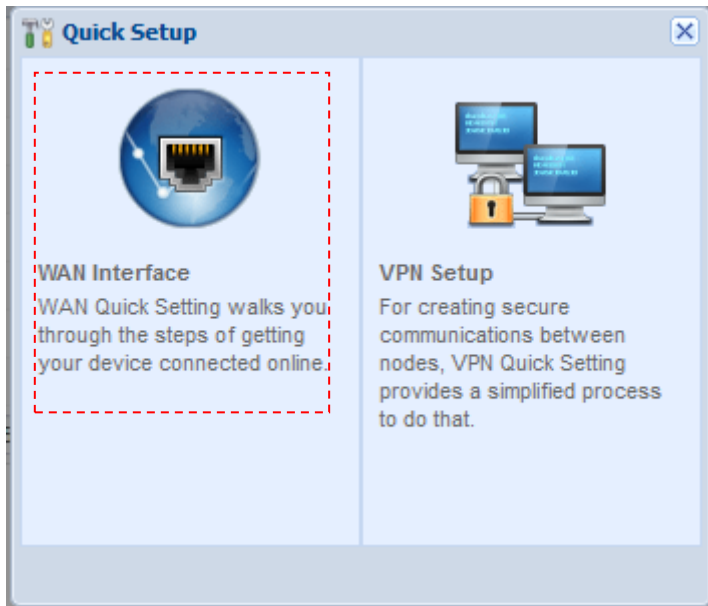 Quick Setup
WAN Interface
WAN Quick Setting walks you
through the steps of getting
your device connected online.
VPN Setup
For creating secure
communications between
nodes, VPN Quick Setting
provides a simplified process
to do that.